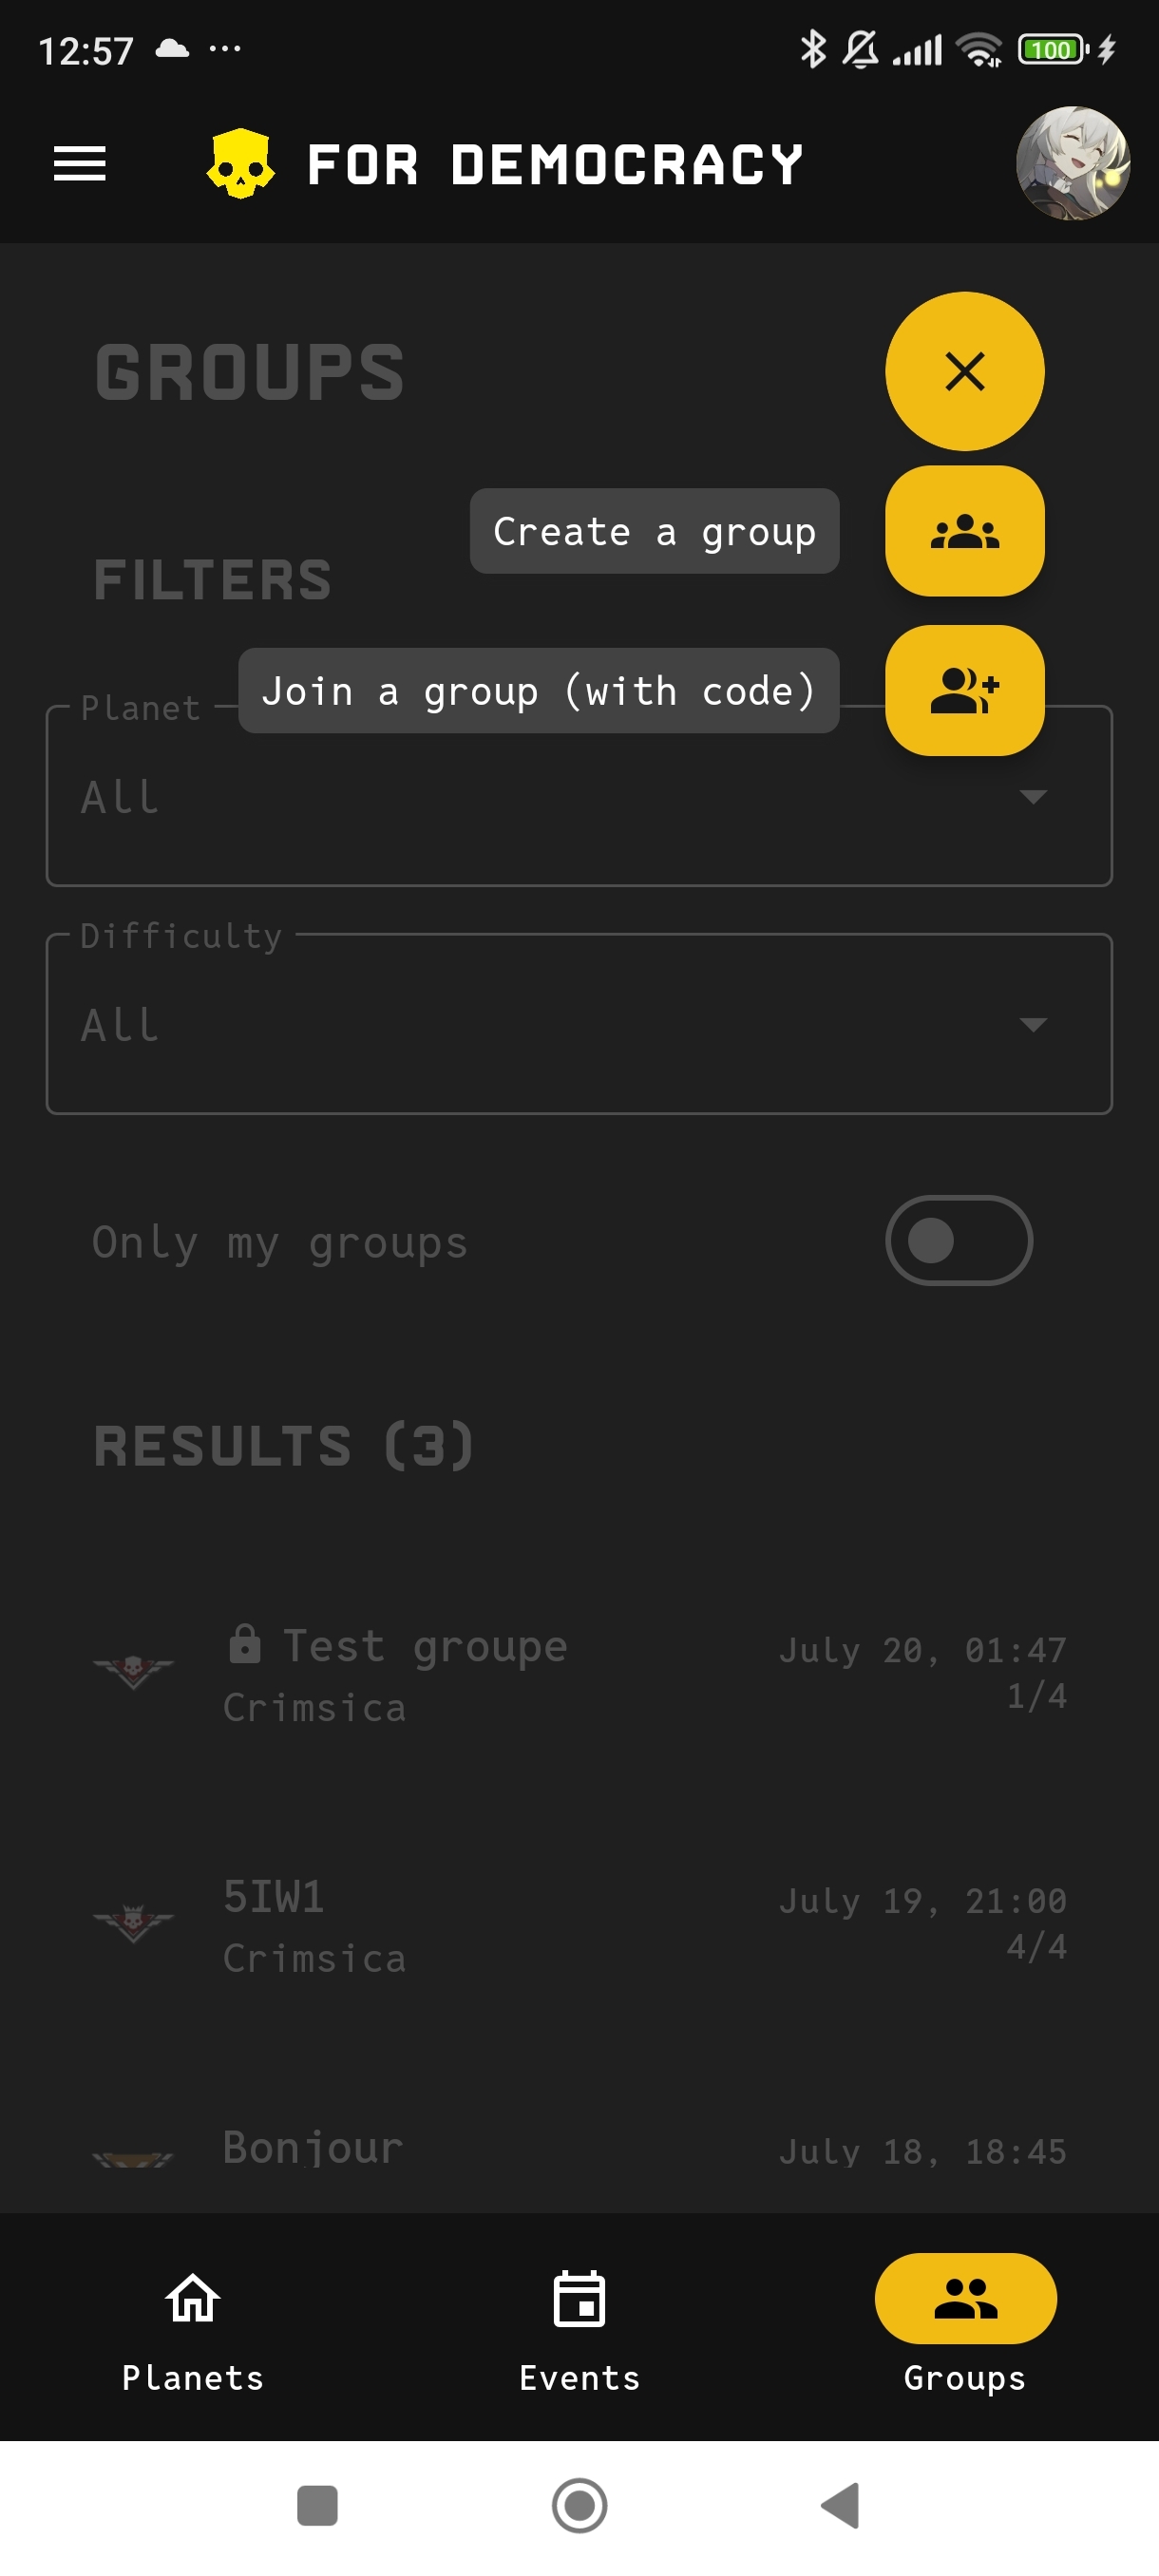 12:57
100
FOR DEMOCRACY
GROUPS
Create a group
FILTERS
Join a group (with code)
Planet
All
Difficulty
All
Only my groups
RESULTS (3)
Test groupe
July 20, 01:47
Crimsica
1/4
5IW1
July 19, 21:00
Crimsica
4/4
Bonjour
July 18, 18:45
Planets
Events
Groups